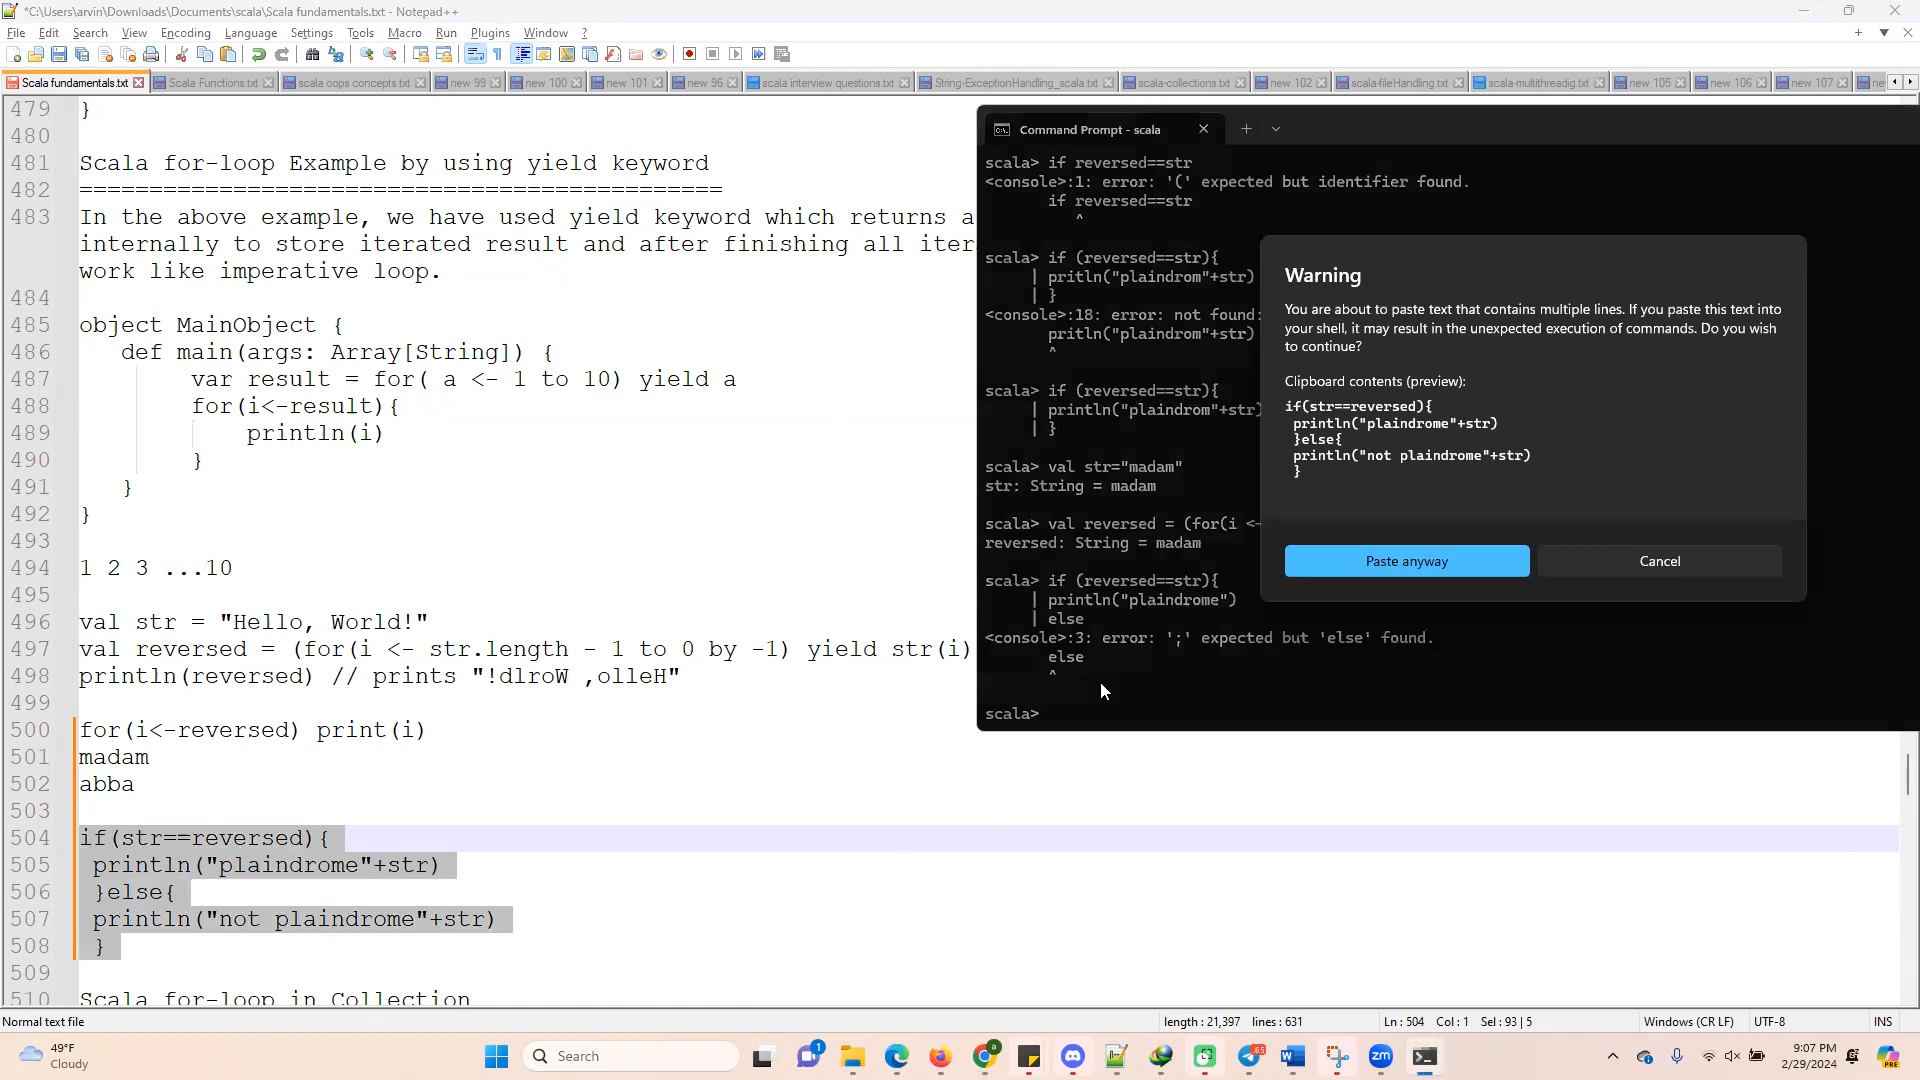 *C:\Users\arvin\Downloads\Documents\scala\Scala fundamentals.txt - Notepad++
File Edit Search View Encoding Language Settings Tools Macro Run Plugins Window ?
Scala fundamentals.txt Scala Functions.txt scala oops concepts.txt new 99 new 100 new 101 new 96 scala interview questions.txt String-ExceptionHandling_scala.txt scala-collections.txt new 102 scala-fileHandling.txt scala-multithreadig.txt new 105 new 106 new 107 ne
479 }
480
481 Scala for-loop Example by using yield keyword
482 ==============================================
483 In the above example, we have used yield keyword which returns a
internally to store iterated result and after finishing all iter
work like imperative loop.
484
485 object MainObject {
486 def main(args: Array[String]) {
487 var result = for( a <- 1 to 10) yield a
488 for(i<-result){
489 println(i)
490 }
491 }
492 }
493
494 1 2 3 ...10
495
496 val str = "Hello, World!"
497 val reversed = (for(i <- str.length - 1 to 0 by -1) yield str(i)
498 println(reversed) // prints "!dlroW ,olleH"
499
500 for(i<-reversed) print(i)
501 madam
502 abba
503
504 if(str==reversed){
505 println("plaindrome"+str)
506 }else{
507 println("not plaindrome"+str)
508 }
509
510 Scala for-loop in Collection
Command Prompt - scala
scala> if reversed==str
<console>:1: error: '(' expected but identifier found.
if reversed==str
^
scala> if (reversed==str){
| pritln("plaindrom"+str)
| }
<console>:18: error: not found:
pritln("plaindrom"+str)
^
scala> if (reversed==str){
| println("plaindrom"+str)
| }
scala> val str="madam"
str: String = madam
scala> val reversed = (for(i <-
reversed: String = madam
scala> if (reversed==str){
| println("plaindrome")
| else
<console>:3: error: ';' expected but 'else' found.
else
^
scala>
Warning
You are about to paste text that contains multiple lines. If you paste this text into
your shell, it may result in the unexpected execution of commands. Do you wish
to continue?
Clipboard contents (preview):
if(str==reversed){
println("plaindrome"+str)
}else{
println("not plaindrome"+str)
}
Paste anyway Cancel
Normal text file length : 21,397 lines : 631 Ln : 504 Col : 1 Sel : 93 | 5 Windows (CR LF) UTF-8 INS
49°F
Cloudy
Search
9:07 PM
2/29/2024